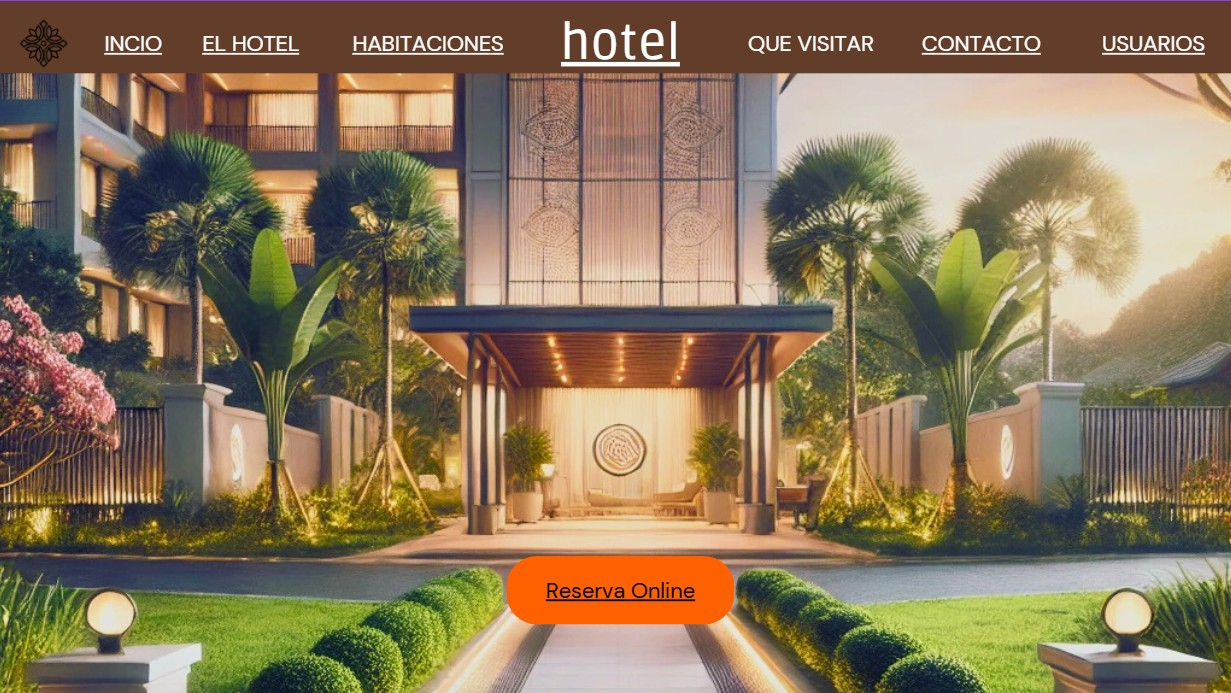 INCIO EL HOTEL HABITACIONES hotel QUE VISITAR CONTACTO USUARIOS
Reserva Online